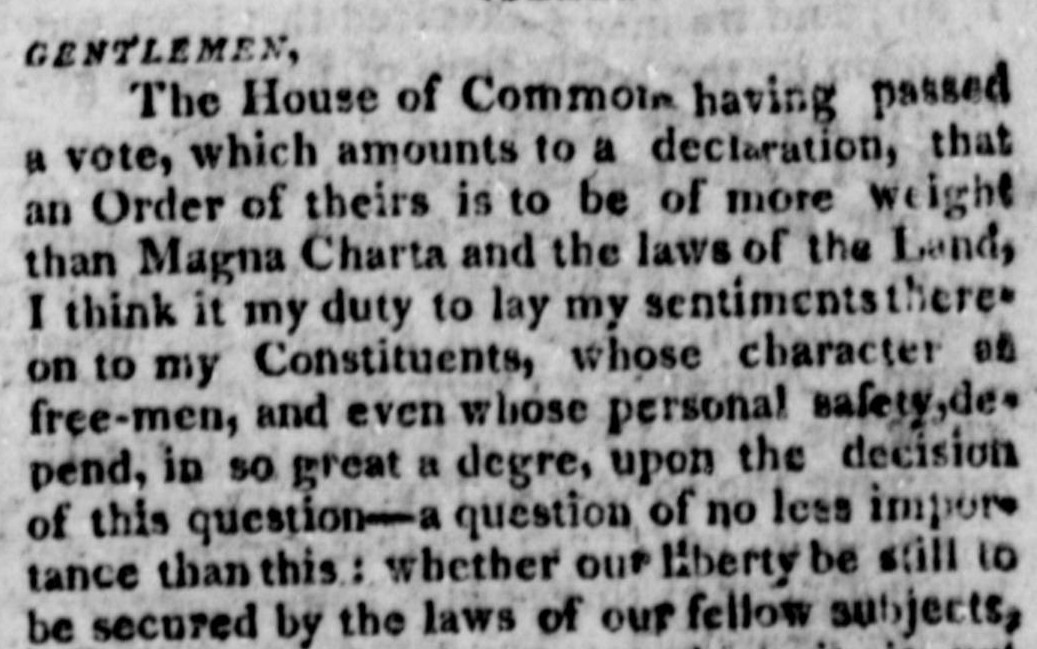 GENTLEMEN,
The House of Commons having passed
a vote, which amounts to a declaration, that
an Order of theirs is to be of more weight
than Magna Charta and the laws of the Land,
I think it my duty to lay my sentiments there-
on to my Constituents, whose character as
free-men, and even whose personal safety, de-
pend, in so great a degre, upon the decision
of this question—a question of no less impor-
tance than this : whether our liberty be still to
be secured by the laws of our fellow subjects,